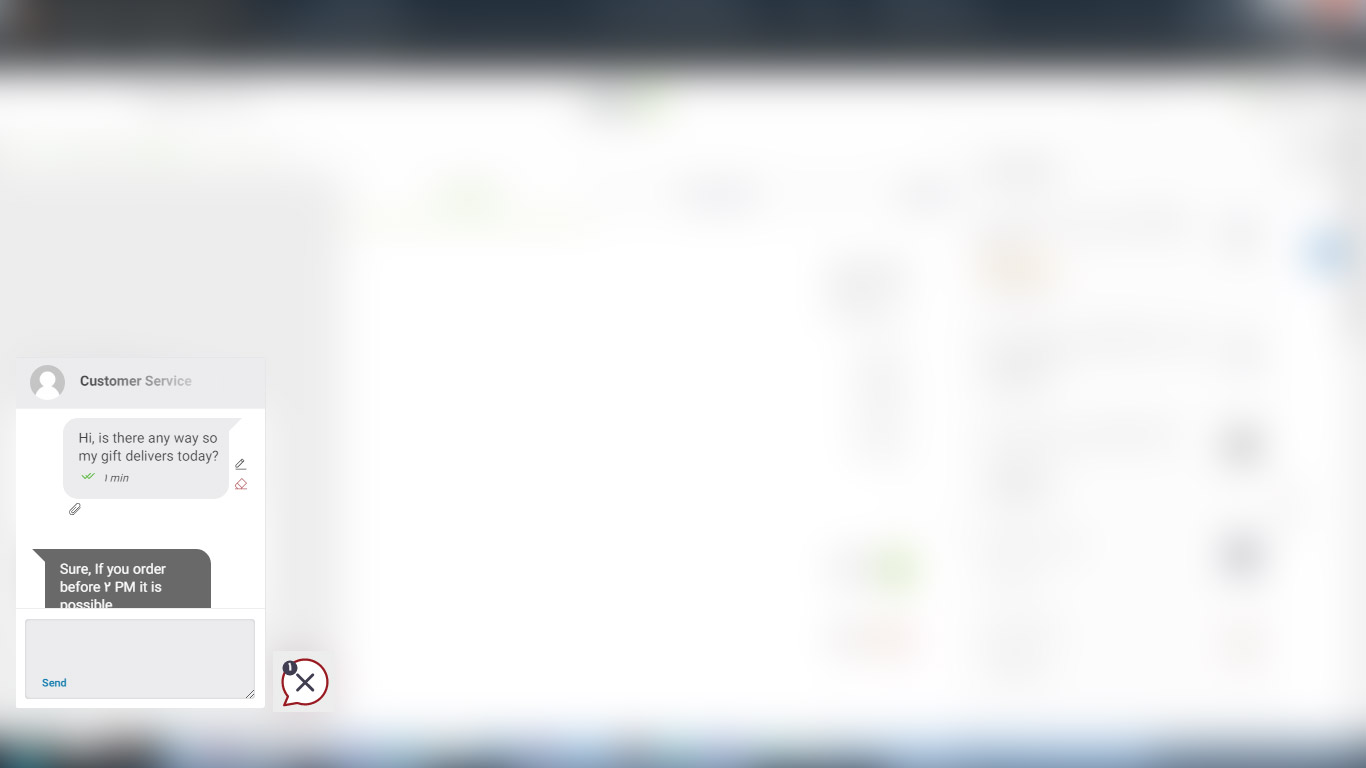 Customer Service
Hi, is there any way so
my gift delivers today?
1 min
Sure, If you order
before ۲ PM it is
possible
Send
۱